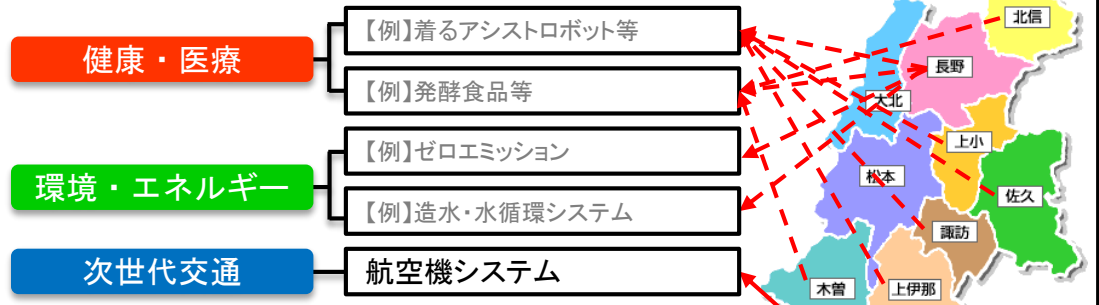 健康・医療
【例】着るアシストロボット等
【例】発酵食品等
環境・エネルギー
【例】ゼロエミッション
【例】造水・水循環システム
次世代交通
航空機システム
北信
長野
大北
上小
松本
佐久
諏訪
木曽
上伊那